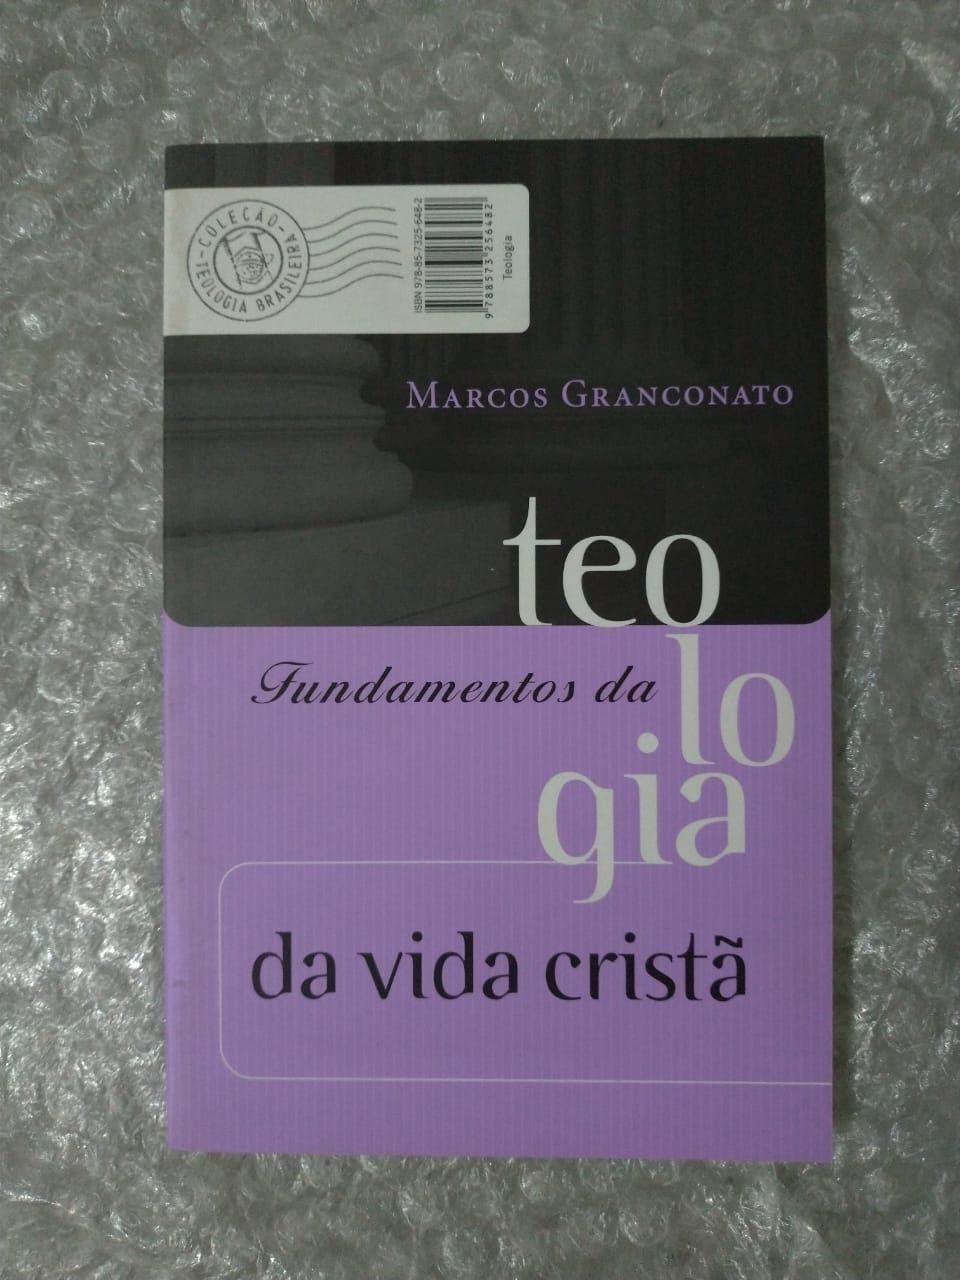 COLEÇÃO
TEOLOGIA BRASILEIRA
ISBN 978-85-7325-648-2
9 788573 256482
Teologia
MARCOS GRANCONATO
teo
Fundamentos da lo
gia
da vida cristã